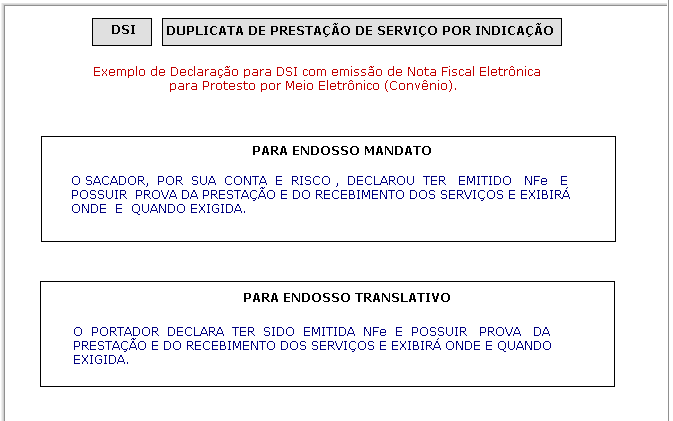 DSI DUPLICATA DE PRESTAÇÃO DE SERVIÇO POR INDICAÇÃO
Exemplo de Declaração para DSI com emissão de Nota Fiscal Eletrônica
para Protesto por Meio Eletrônico (Convênio).
PARA ENDOSSO MANDATO
O SACADOR, POR SUA CONTA E RISCO , DECLAROU TER EMITIDO NFe E
POSSUIR PROVA DA PRESTAÇÃO E DO RECEBIMENTO DOS SERVIÇOS E EXIBIRÁ
ONDE E QUANDO EXIGIDA.
PARA ENDOSSO TRANSLATIVO
O PORTADOR DECLARA TER SIDO EMITIDA NFe E POSSUIR PROVA DA
PRESTAÇÃO E DO RECEBIMENTO DOS SERVIÇOS E EXIBIRÁ ONDE E QUANDO
EXIGIDA.